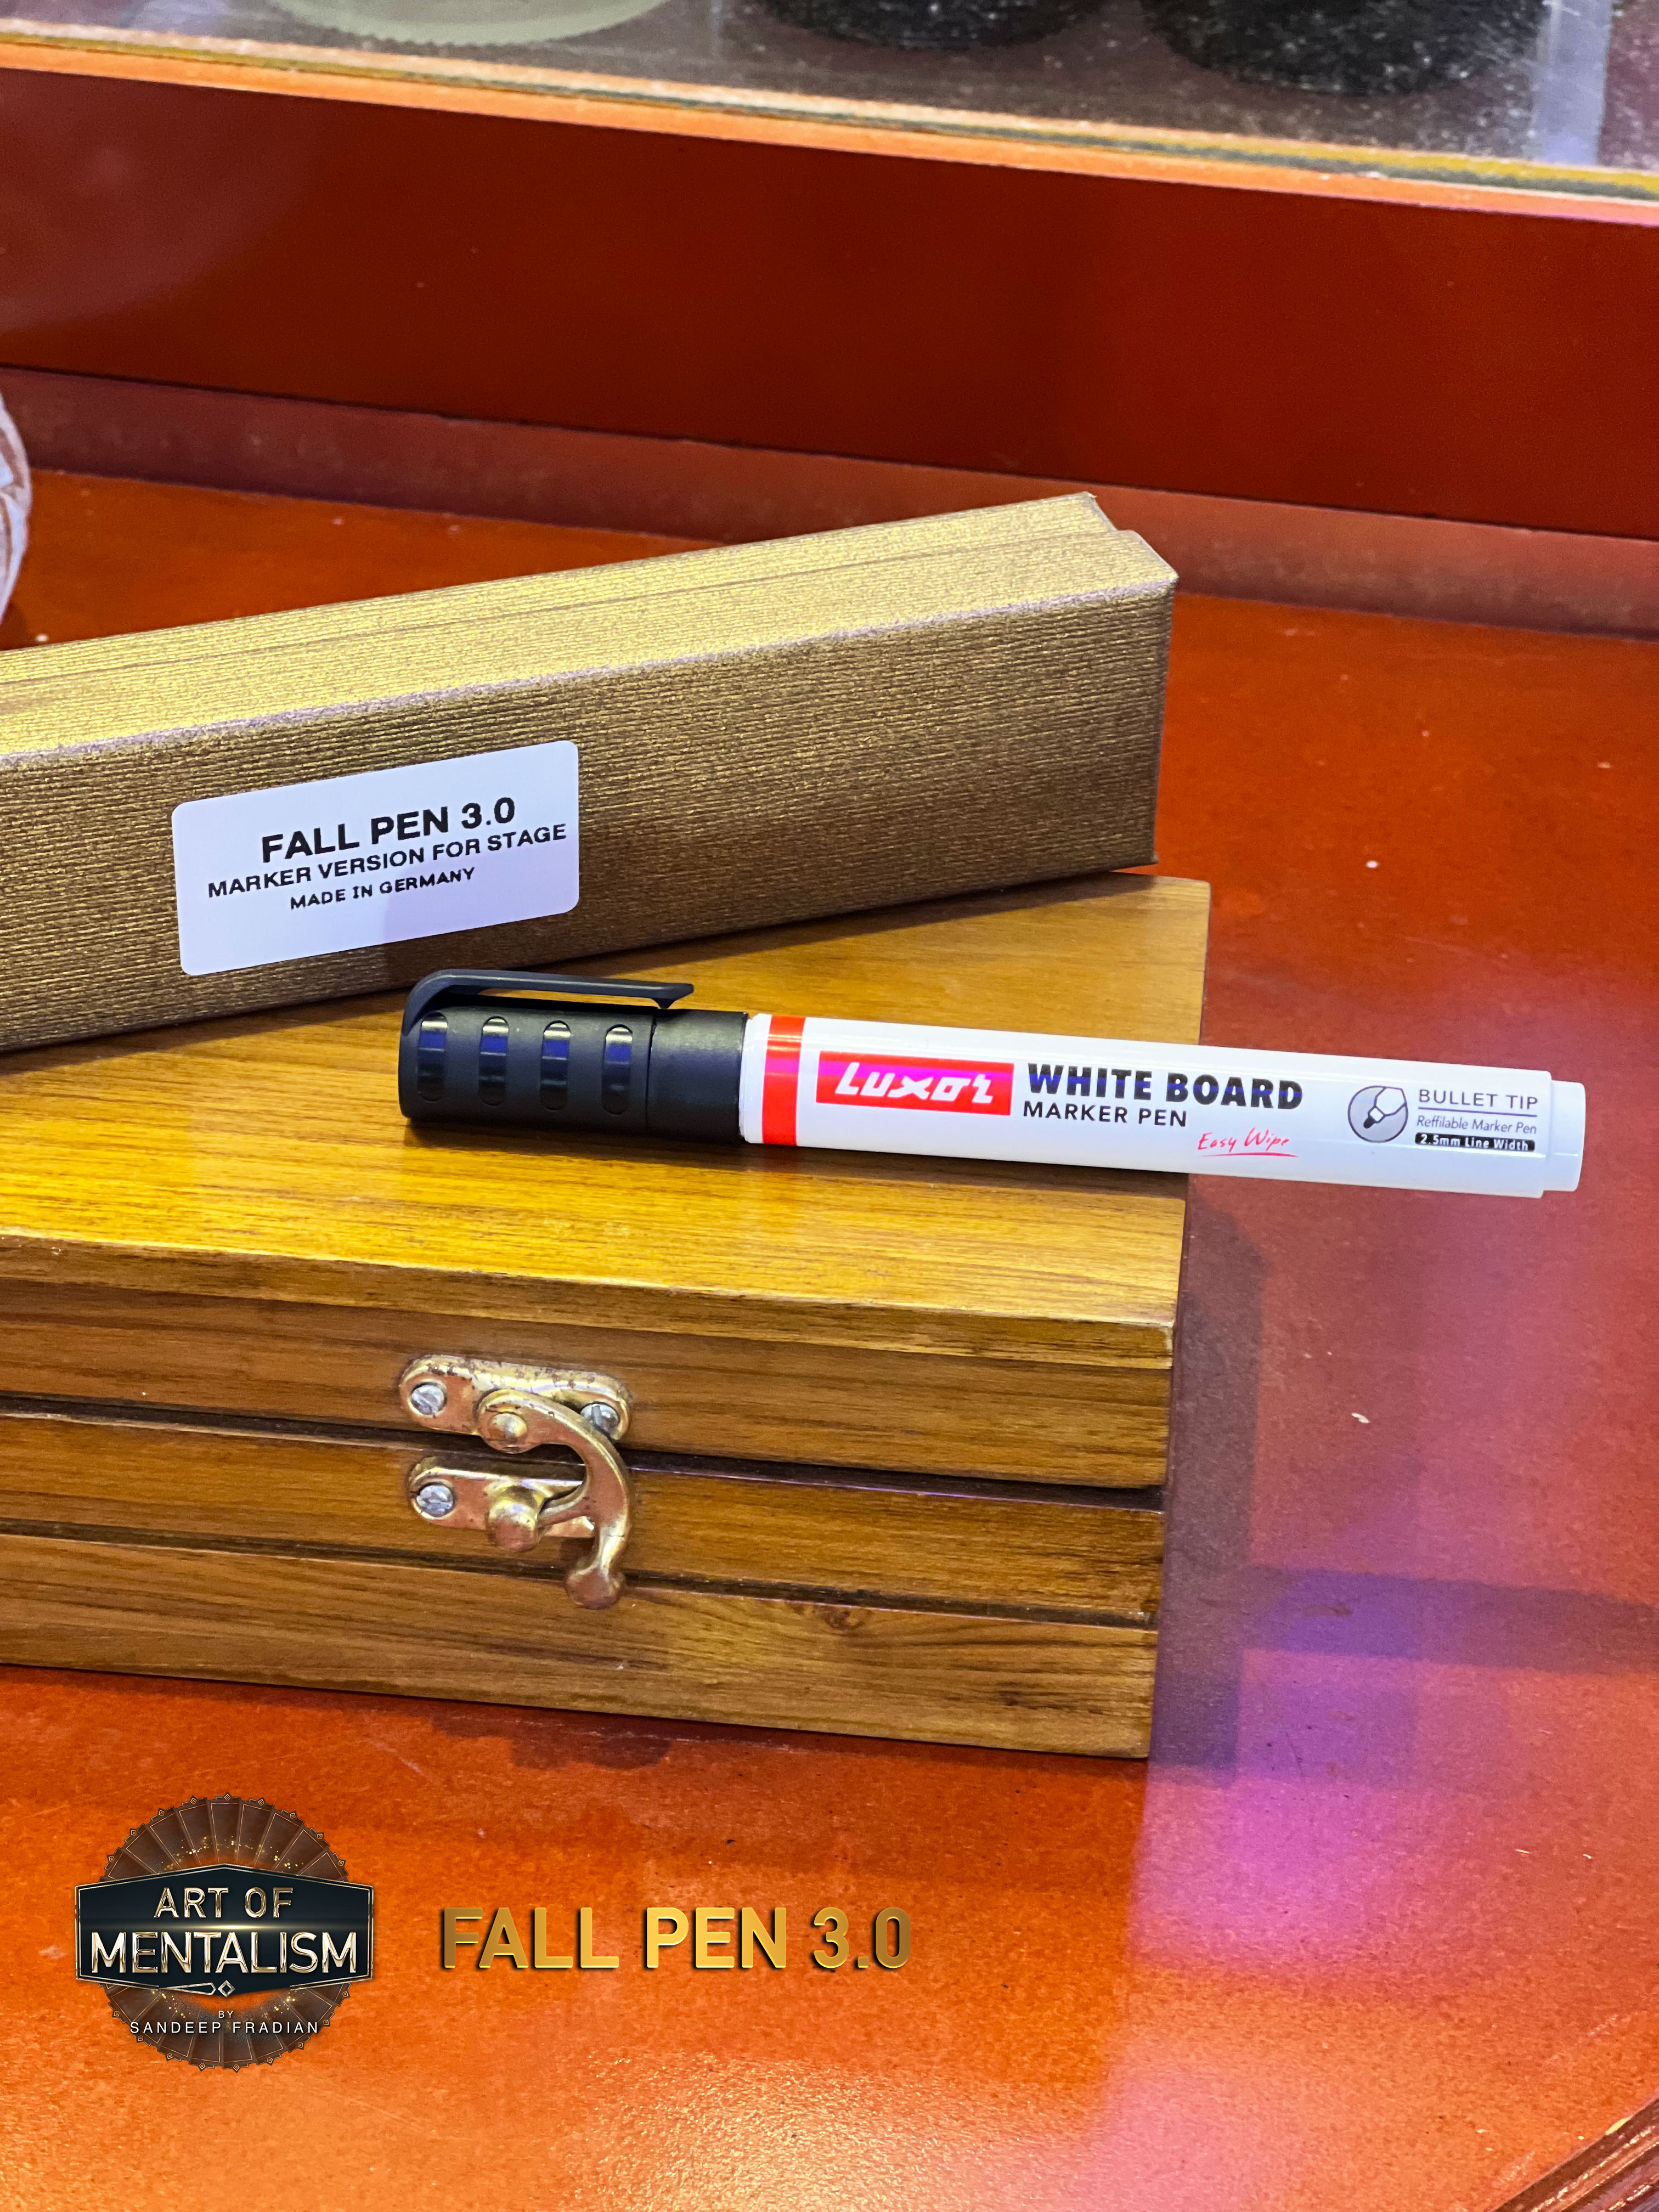 FALL PEN 3.0
MARKER VERSION FOR STAGE
MADE IN GERMANY
Luxor
WHITE BOARD
MARKER PEN
Easy Wipe
BULLET TIP
Reffilable Marker Pen
2.5mm Line Width
ART OF
MENTALISM
BY
SANDEEP FRADIAN
FALL PEN 3.0